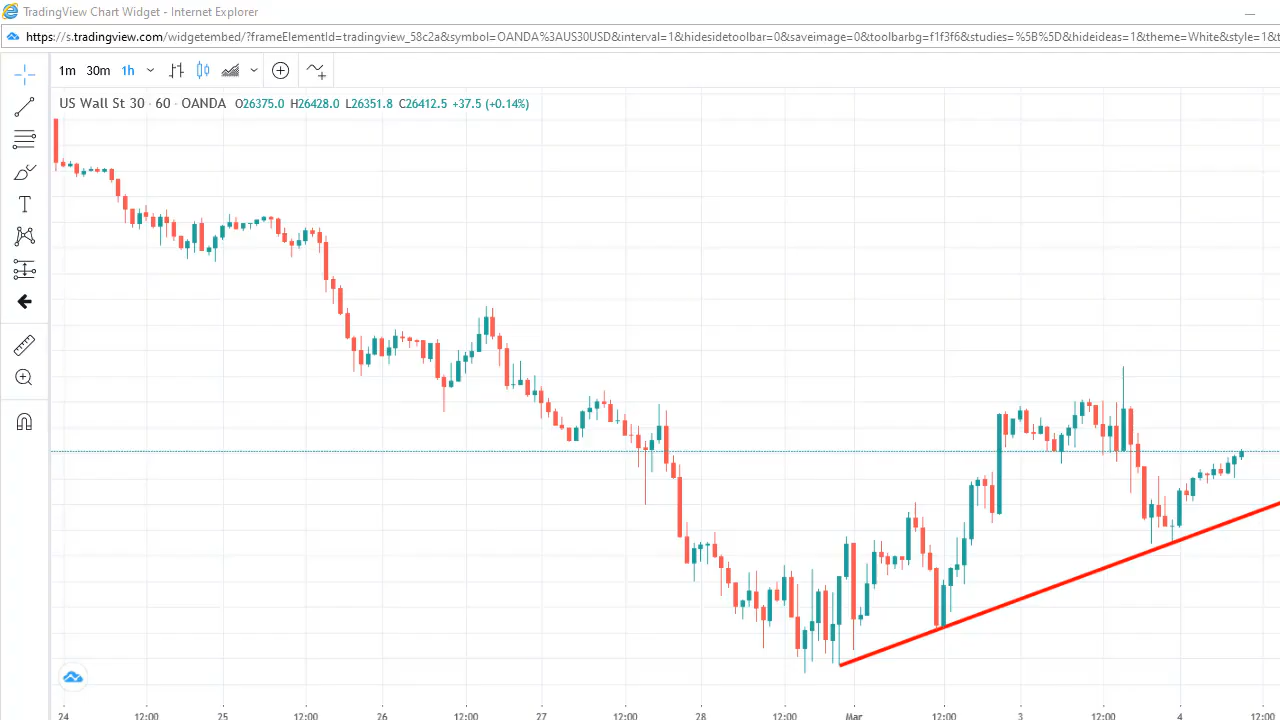 TradingView Chart Widget - Internet Explorer
https://s.tradingview.com/widgetembed/?frameElementId=tradingview_58c2a&symbol=OANDA%3AUS30USD&interval=1&hidesidetoolbar=0&saveimage=0&toolbarbg=f1f3f6&studies=%5B%5D&hideideas=1&theme=White&style=1&t
1m 30m 1h
US Wall St 30 · 60 · OANDA O26375.0 H26428.0 L26351.8 C26412.5 +37.5 (+0.14%)
T
24 12:00 25 12:00 26 12:00 27 12:00 28 12:00 Mar 12:00 3 12:00 4 12:00